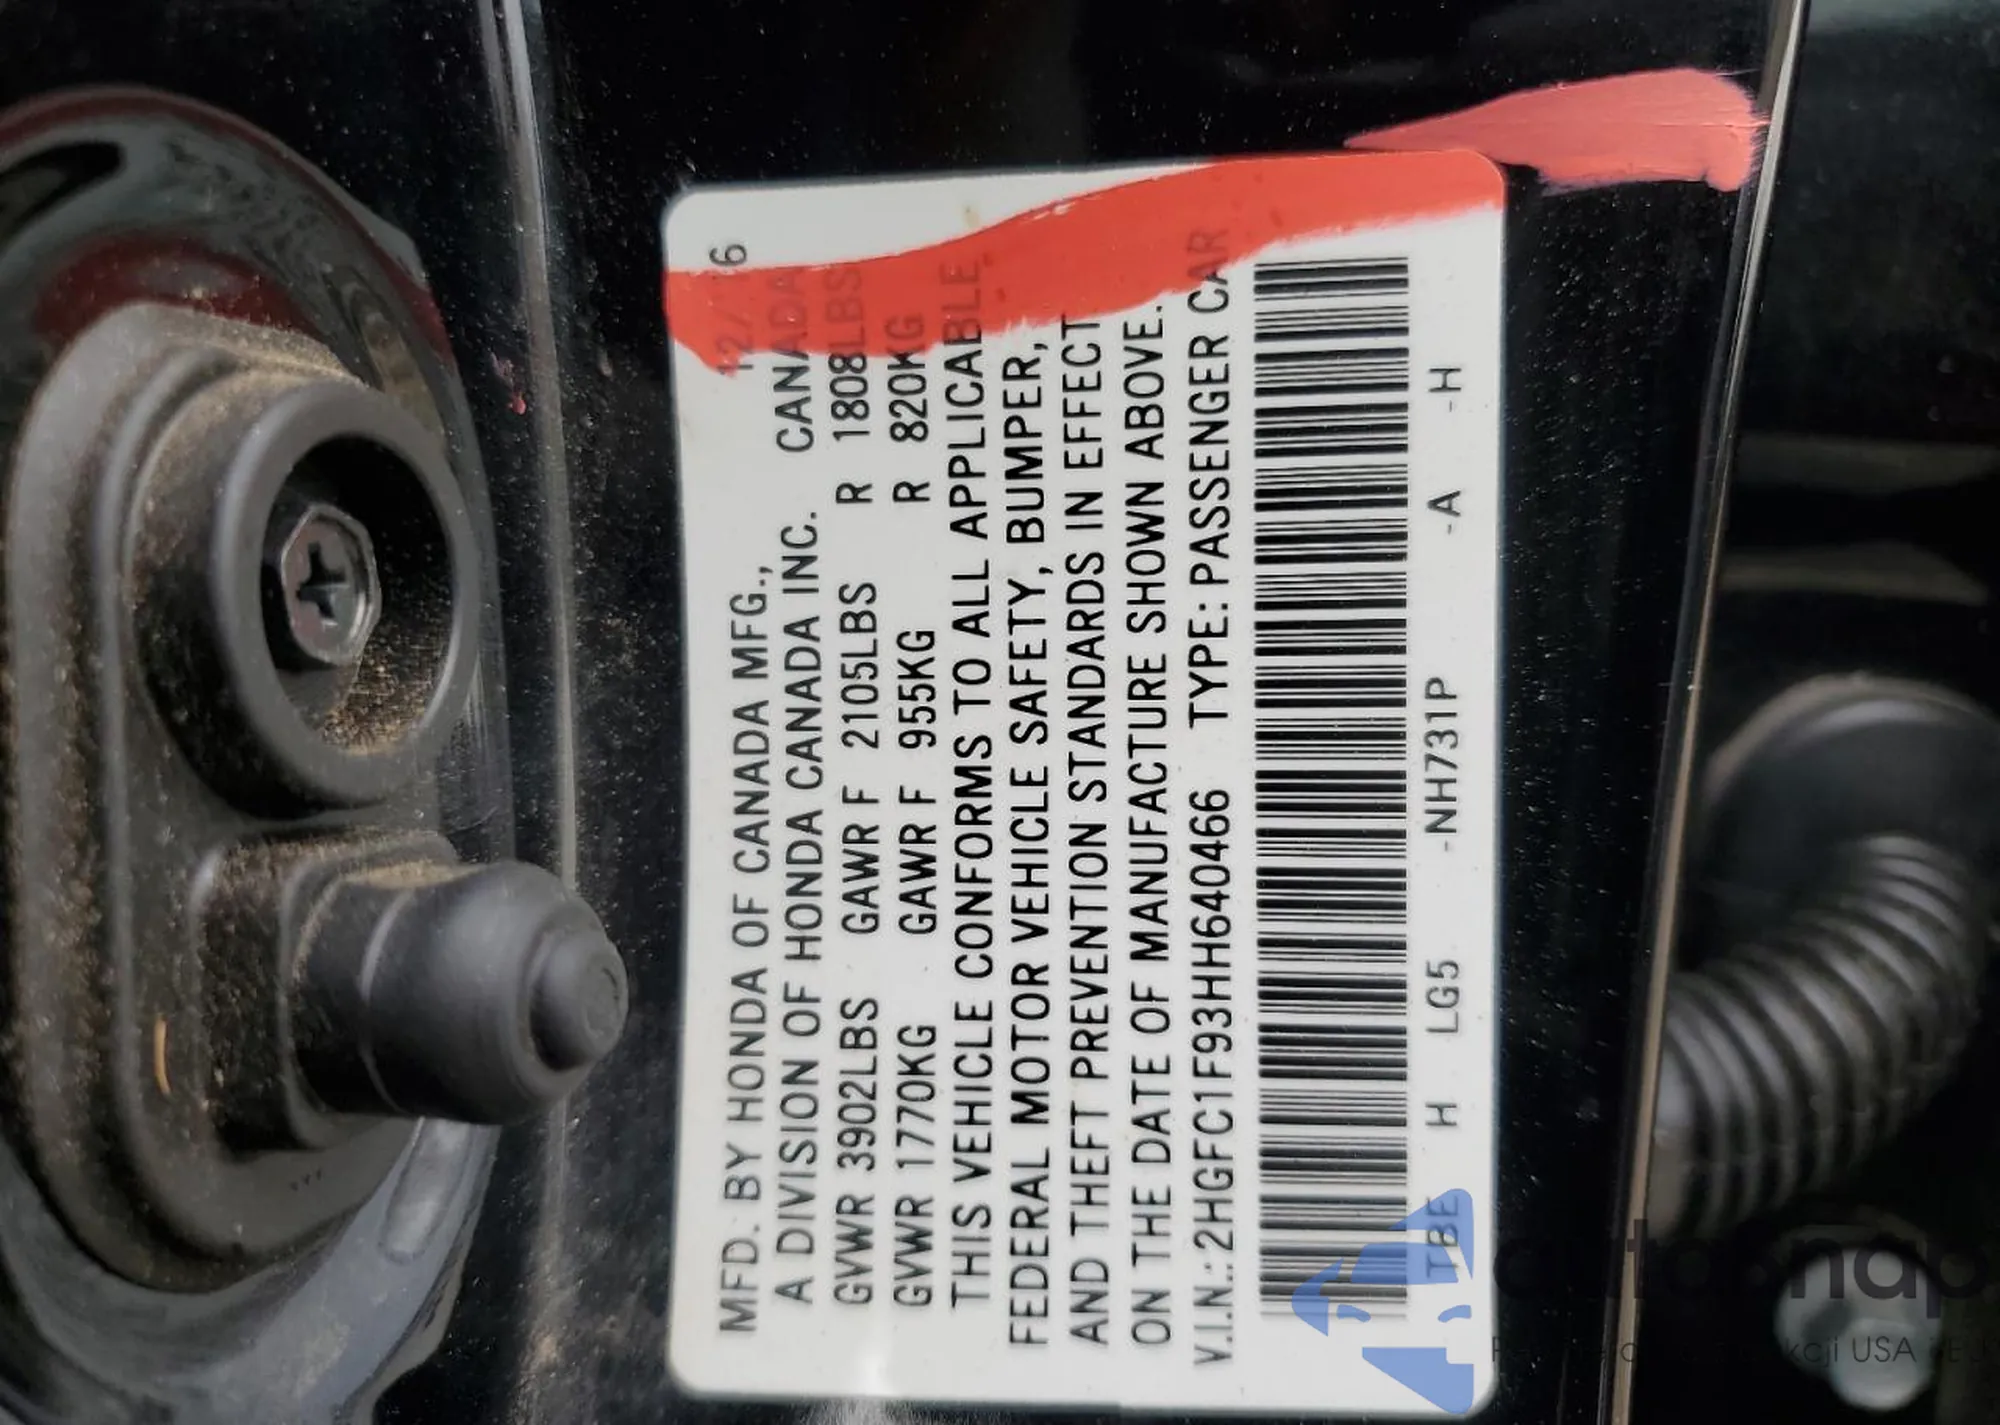 12/16
MFD. BY HONDA OF CANADA MFG.,
A DIVISION OF HONDA CANADA INC. CANADA
GVWR 3902LBS GAWR F 2105LBS R 1808LBS
GVWR 1770KG GAWR F 955KG R 820KG
THIS VEHICLE CONFORMS TO ALL APPLICABLE
FEDERAL MOTOR VEHICLE SAFETY, BUMPER,
AND THEFT PREVENTION STANDARDS IN EFFECT
ON THE DATE OF MANUFACTURE SHOWN ABOVE.
V.I.N.: 2HGFC1F93HH640466 TYPE: PASSENGER CAR
TBE H LG5 -NH731P -A -H
autosnap
USA